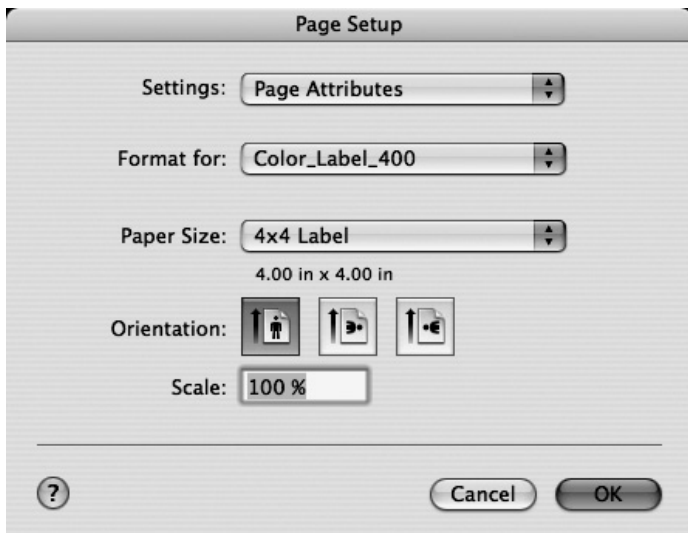 Page Setup
Settings: Page Attributes
Format for: Color_Label_400
Paper Size: 4x4 Label
4.00 in x 4.00 in
Orientation:
Scale: 100 %
? Cancel OK